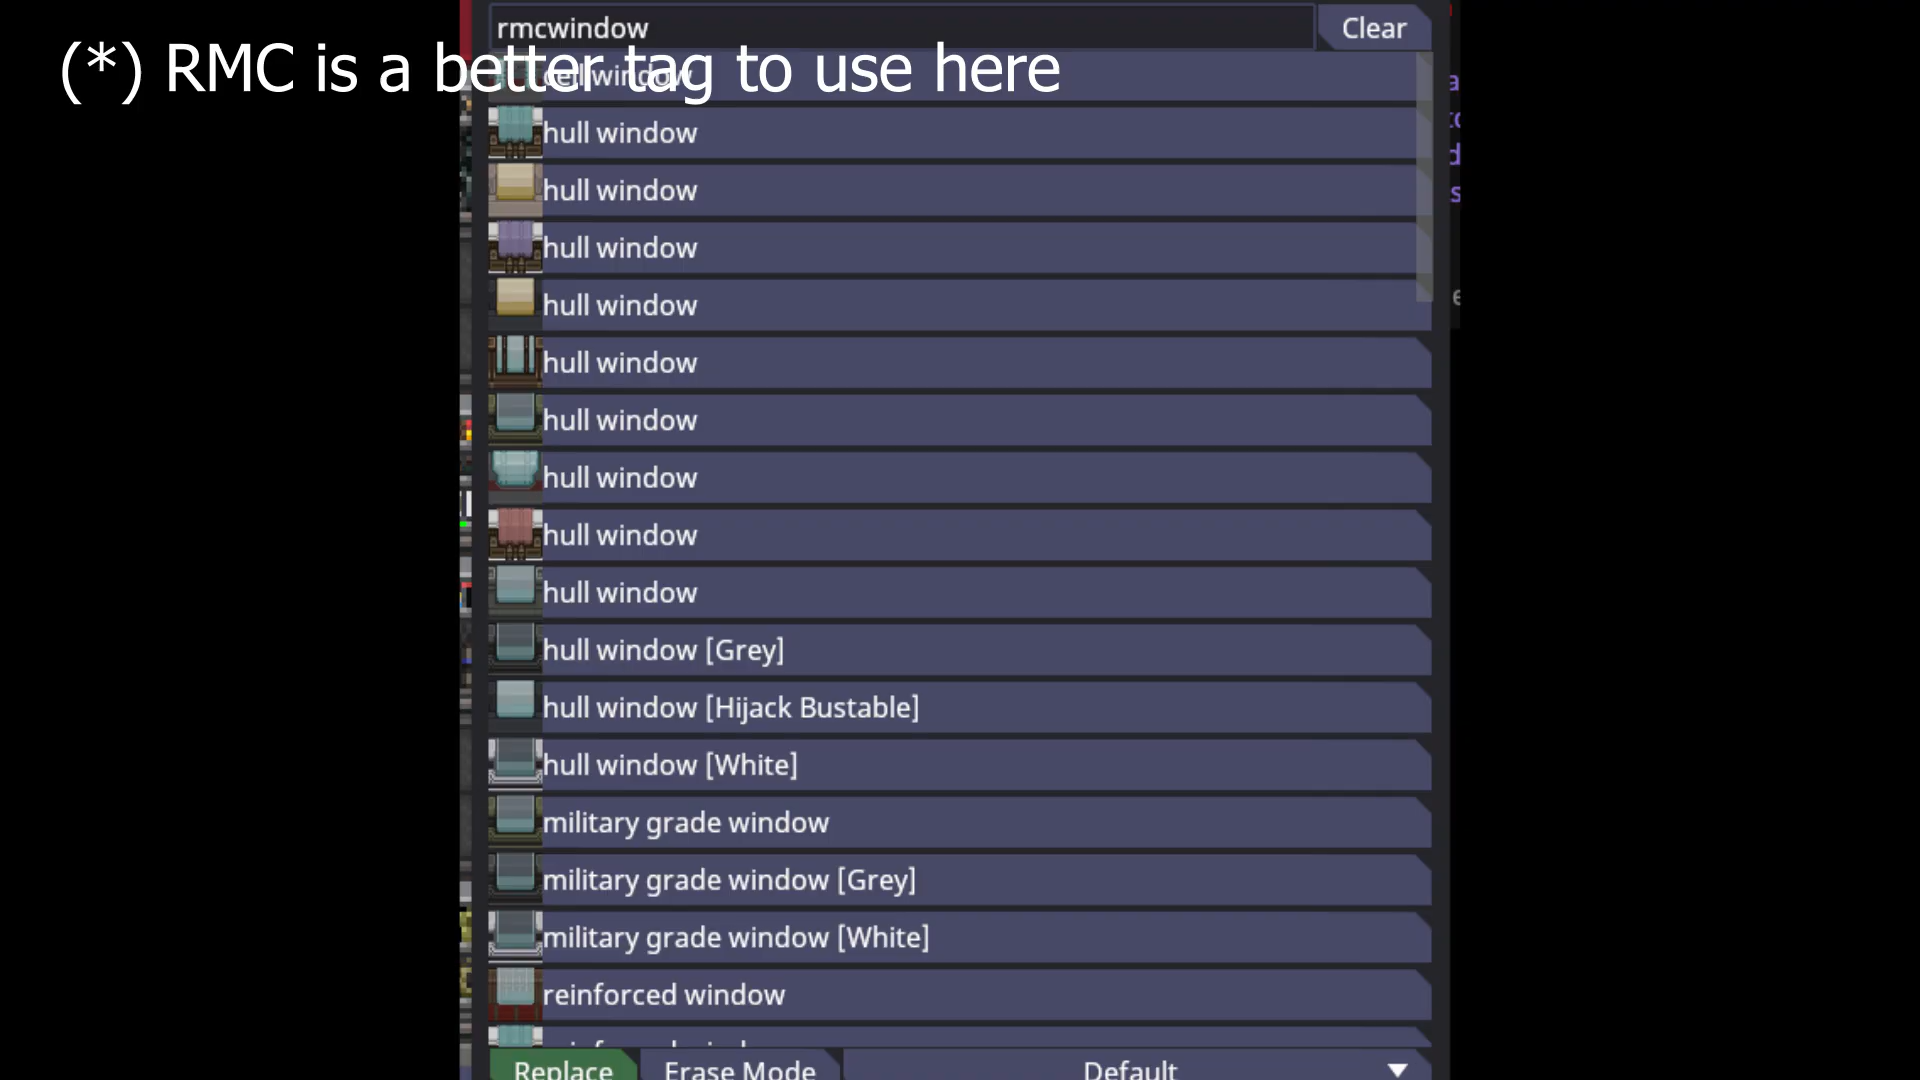 rmcwindow
Clear
(*) RMC is a better tag to use here
cell window
hull window
hull window
hull window
hull window
hull window
hull window
hull window
hull window
hull window
hull window [Grey]
hull window [Hijack Bustable]
hull window [White]
military grade window
military grade window [Grey]
military grade window [White]
reinforced window
Replace
Erase Mode
Default